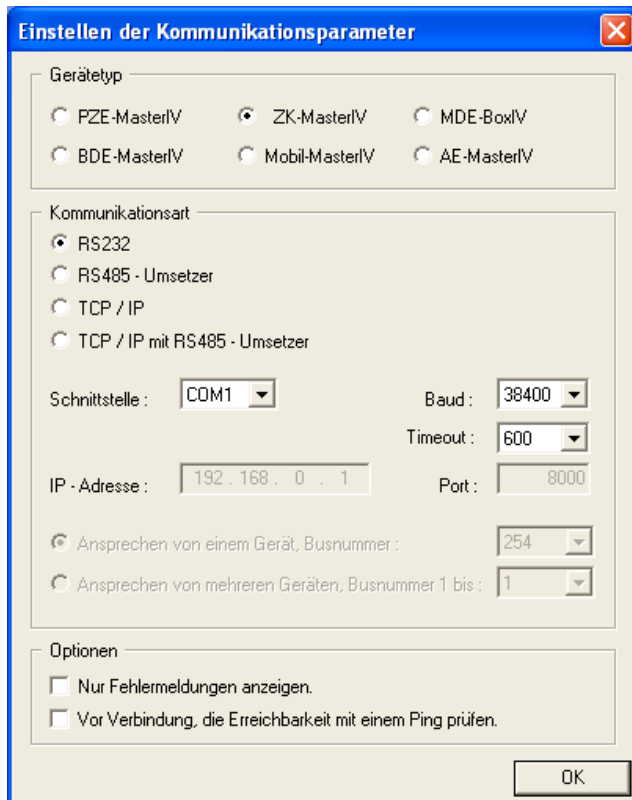 Einstellen der Kommunikationsparameter
Gerätetyp
PZE-MasterIV ZK-MasterIV MDE-BoxIV
BDE-MasterIV Mobil-MasterIV AE-MasterIV
Kommunikationsart
RS232
RS485 - Umsetzer
TCP / IP
TCP / IP mit RS485 - Umsetzer
Schnittstelle : COM1 Baud : 38400
Timeout : 600
IP - Adresse : 192 . 168 . 0 . 1 Port : 8000
Ansprechen von einem Gerät, Busnummer : 254
Ansprechen von mehreren Geräten, Busnummer 1 bis : 1
Optionen
Nur Fehlermeldungen anzeigen.
Vor Verbindung, die Erreichbarkeit mit einem Ping prüfen.
OK